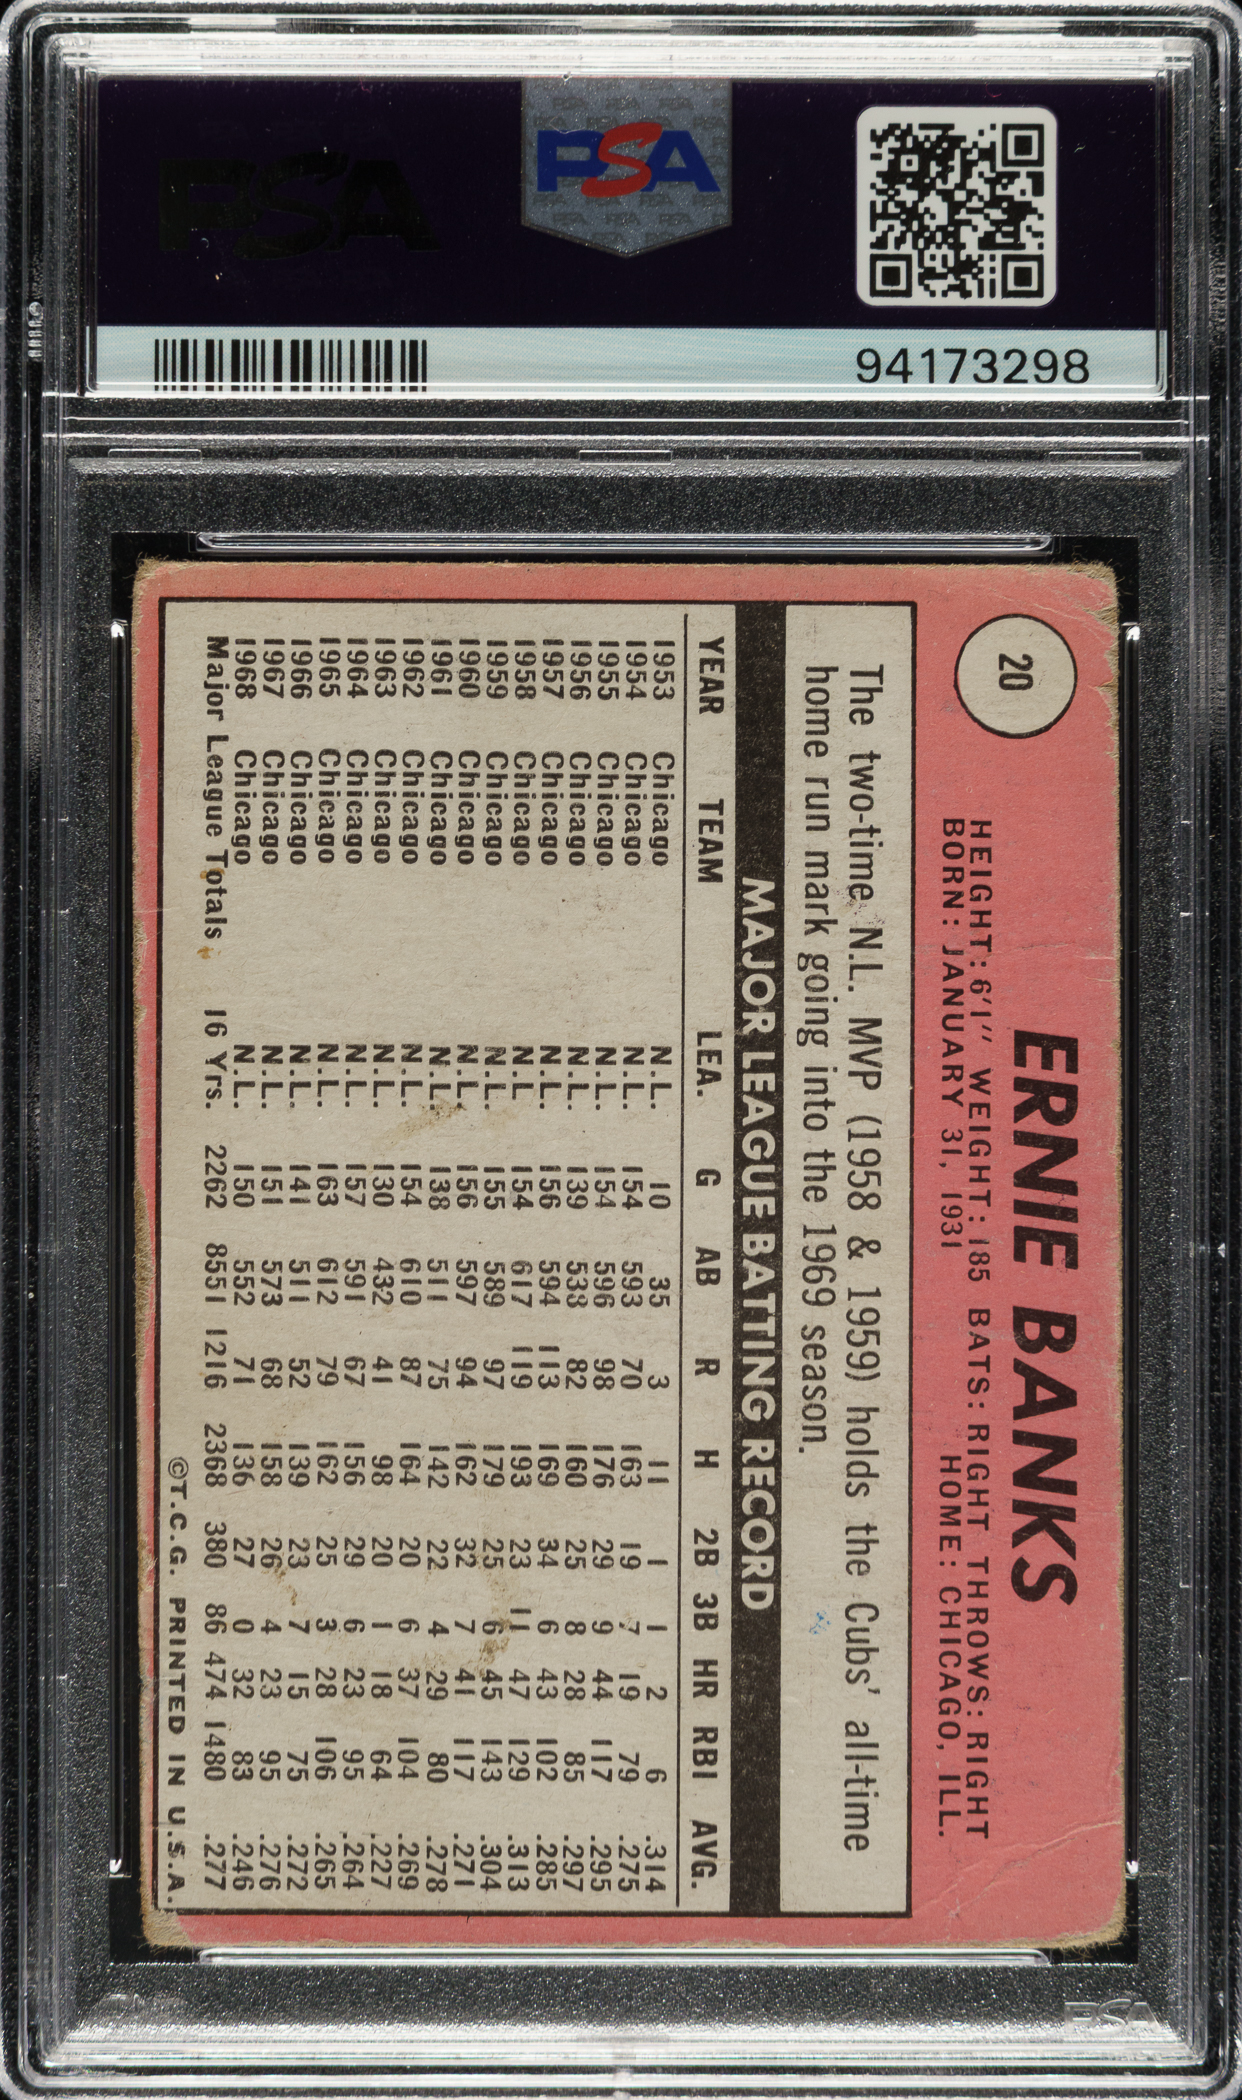 PSA
PSA
94173298
20
ERNIE BANKS
HEIGHT: 6'1" WEIGHT: 185 BATS: RIGHT THROWS: RIGHT
BORN: JANUARY 31, 1931 HOME: CHICAGO, ILL.
The two-time N.L. MVP (1958 & 1959) holds the Cubs' all-time
home run mark going into the 1969 season.
MAJOR LEAGUE BATTING RECORD
YEAR TEAM LEA. G AB R H 2B 3B HR RBI AVG.
1953 Chicago N.L. 10 35 3 11 1 1 2 6 .314
1954 Chicago N.L. 154 593 70 163 19 7 19 79 .275
1955 Chicago N.L. 154 596 98 176 29 9 44 117 .295
1956 Chicago N.L. 139 538 82 160 25 8 28 85 .297
1957 Chicago N.L. 156 594 113 169 34 6 43 102 .285
1958 Chicago N.L. 154 617 119 193 23 11 47 129 .313
1959 Chicago N.L. 155 589 97 179 25 6 45 143 .304
1960 Chicago N.L. 156 597 94 162 32 7 41 117 .271
1961 Chicago N.L. 138 511 75 142 22 4 29 80 .278
1962 Chicago N.L. 154 610 87 164 20 6 37 104 .269
1963 Chicago N.L. 130 432 41 98 20 1 18 64 .227
1964 Chicago N.L. 157 591 67 156 29 6 23 95 .264
1965 Chicago N.L. 163 612 79 162 25 3 28 106 .265
1966 Chicago N.L. 141 511 52 139 23 7 15 75 .272
1967 Chicago N.L. 151 573 68 158 26 4 23 95 .276
1968 Chicago N.L. 150 552 71 136 27 0 32 83 .246
Major League Totals 16 Yrs. 2262 8551 1216 2368 380 86 474 1480 .277
©T.C.G. PRINTED IN U.S.A.
PSA